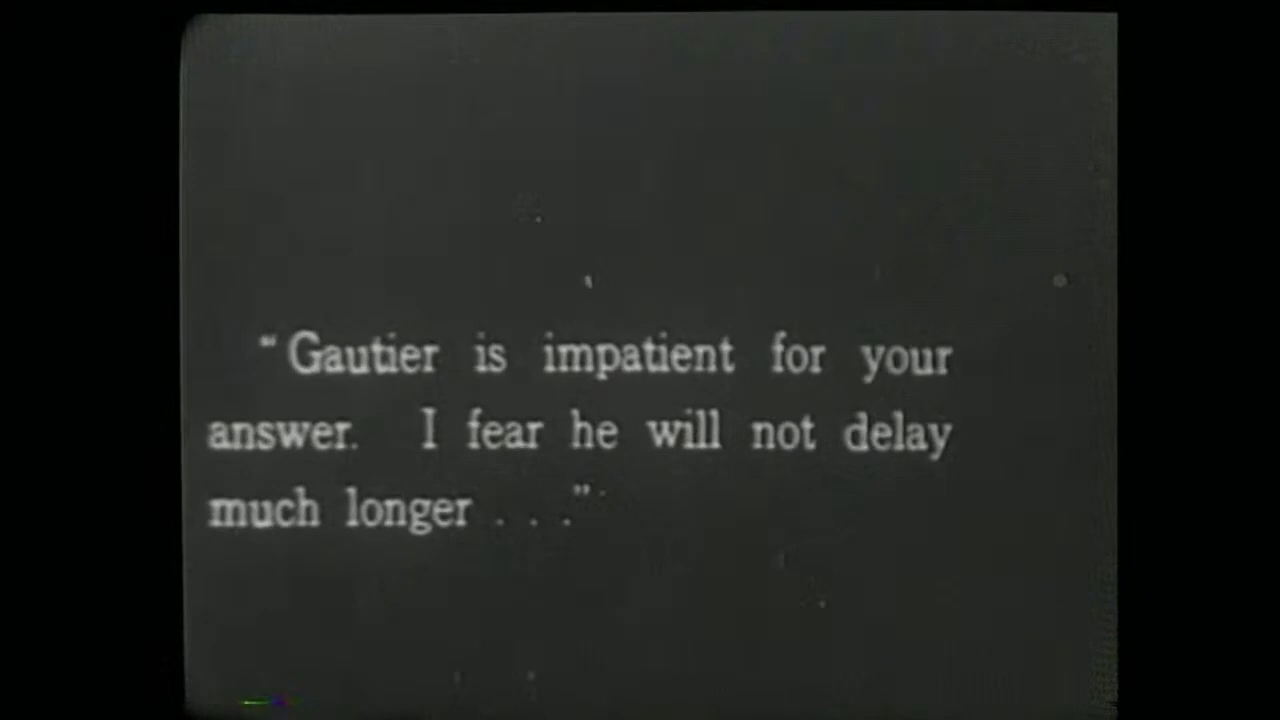 “Gautier is impatient for your
answer. I fear he will not delay
much longer . . .”